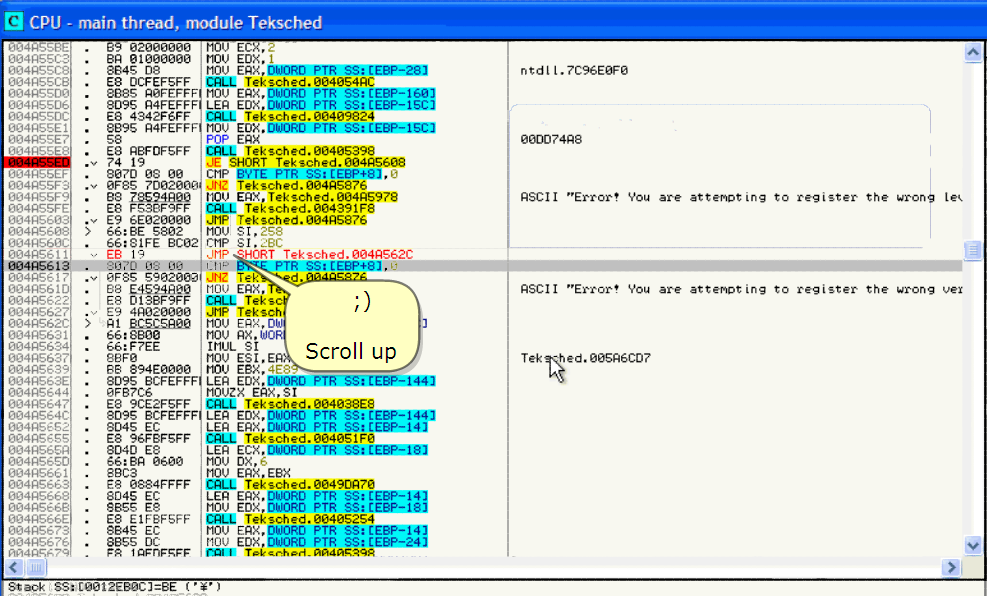 C CPU - main thread, module Teksched
004A55BE . B9 02000000 MOV ECX,2
004A55C3 . BA 01000000 MOV EDX,1
004A55C8 . 8B45 D8 MOV EAX,DWORD PTR SS:[EBP-28] ntdll.7C96E0F0
004A55CB . E8 DCFEF5FF CALL Teksched.004054AC
004A55D0 . 8B85 A0FEFFFF MOV EAX,DWORD PTR SS:[EBP-160]
004A55D6 . 8D95 A4FEFFFF LEA EDX,DWORD PTR SS:[EBP-15C]
004A55DC . E8 4342F6FF CALL Teksched.00409824
004A55E1 . 8B95 A4FEFFFF MOV EDX,DWORD PTR SS:[EBP-15C]
004A55E7 . 58 POP EAX 00DD74A8
004A55E8 . E8 ABFDF5FF CALL Teksched.00405398
004A55ED .v 74 19 JE SHORT Teksched.004A5608
004A55EF . 807D 08 00 CMP BYTE PTR SS:[EBP+8],0
004A55F3 .v 0F85 7D020000 JNZ Teksched.004A5876
004A55F9 . B8 78594A00 MOV EAX,Teksched.004A5978 ASCII "Error! You are attempting to register the wrong lev
004A55FE . E8 F53BF9FF CALL Teksched.004391F8
004A5603 .v E9 6E020000 JMP Teksched.004A5876
004A5608 > 66:BE 5802 MOV SI,258
004A560C . 66:81FE BC02 CMP SI,2BC
004A5611 v EB 19 JMP SHORT Teksched.004A562C
004A5613 . 807D 08 00 CMP BYTE PTR SS:[EBP+8],0
004A5617 .v 0F85 59020000 JNZ Teksched.004A5876
004A561D . B8 E4594A00 MOV EAX, ASCII "Error! You are attempting to register the wrong ver
004A5622 . E8 D13BF9FF CALL Teksch
004A5627 .v E9 4A020000 JMP Teksch
004A562C > A1 BC5C5A00 MOV EAX,DW
004A5631 . 66:8B00 MOV AX,WOR
004A5634 . 66:F7EE IMUL SI
004A5637 . 8BF0 MOV ESI,EAX Teksched.005A6CD7
004A5639 . BB 894E0000 MOV EBX,4E89
004A563E . 8D95 BCFEFFFF LEA EDX,DWORD PTR SS:[EBP-144]
004A5644 . 0FB7C6 MOVZX EAX,SI
004A5647 . E8 9CE2F5FF CALL Teksched.004038E8
004A564C . 8D95 BCFEFFFF LEA EDX,DWORD PTR SS:[EBP-144]
004A5652 . 8D45 EC LEA EAX,DWORD PTR SS:[EBP-14]
004A5655 . E8 96FBF5FF CALL Teksched.004051F0
004A565A . 8D4D E8 LEA ECX,DWORD PTR SS:[EBP-18]
004A565D . 66:BA 0600 MOV DX,6
004A5661 . 8BC3 MOV EAX,EBX
004A5663 . E8 0884FFFF CALL Teksched.0049DA70
004A5668 . 8D45 EC LEA EAX,DWORD PTR SS:[EBP-14]
004A566B . 8B55 E8 MOV EDX,DWORD PTR SS:[EBP-18]
004A566E . E8 E1FBF5FF CALL Teksched.00405254
004A5673 . 8B45 EC MOV EAX,DWORD PTR SS:[EBP-14]
004A5676 . 8B55 DC MOV EDX,DWORD PTR SS:[EBP-24]
004A5679 . E8 1AFDF5FF CALL Teksched.00405398
;)
Scroll up
Stack SS:[0012EB0C]=BE ('¥')